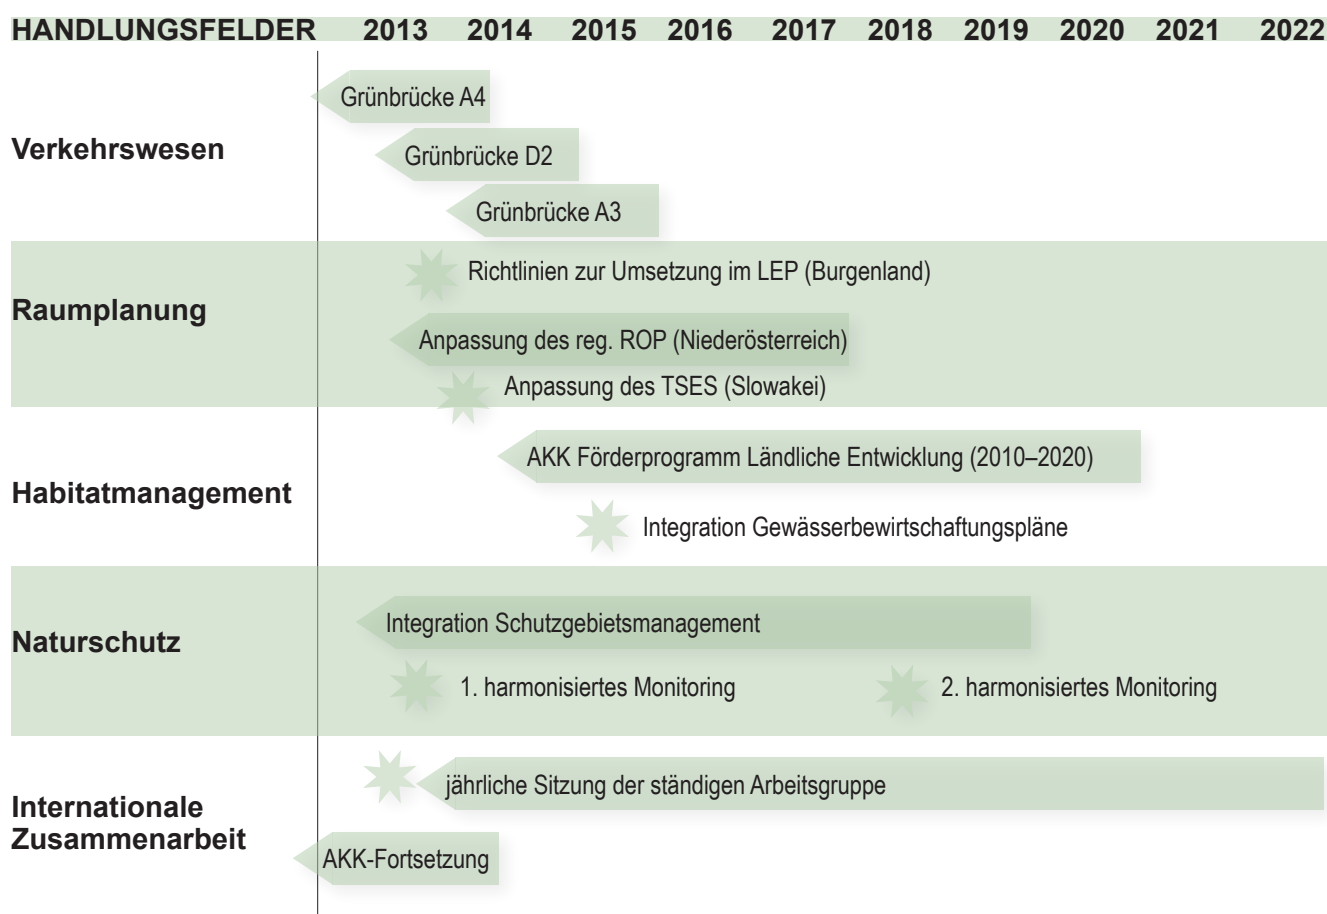 HANDLUNGSFELDER 2013 2014 2015 2016 2017 2018 2019 2020 2021 2022
Verkehrswesen
Grünbrücke A4
Grünbrücke D2
Grünbrücke A3
Raumplanung
Richtlinien zur Umsetzung im LEP (Burgenland)
Anpassung des reg. ROP (Niederösterreich)
Anpassung des TSES (Slowakei)
Habitatmanagement
AKK Förderprogramm Ländliche Entwicklung (2010–2020)
Integration Gewässerbewirtschaftungspläne
Naturschutz
Integration Schutzgebietsmanagement
1. harmonisiertes Monitoring
2. harmonisiertes Monitoring
Internationale
Zusammenarbeit
jährliche Sitzung der ständigen Arbeitsgruppe
AKK-Fortsetzung